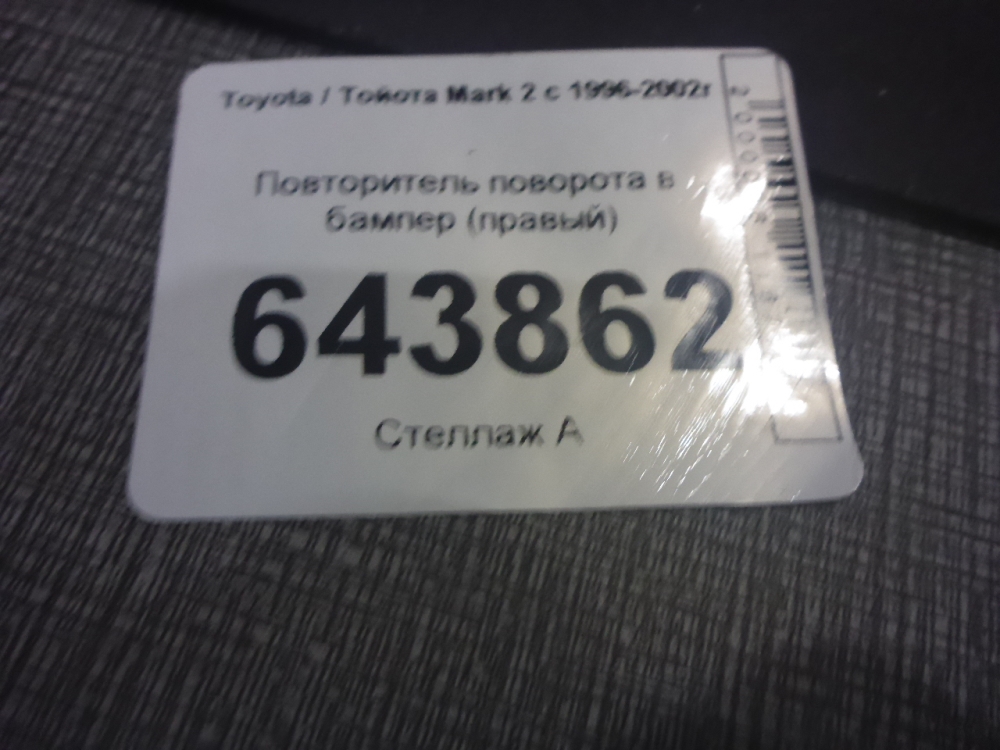 Toyota / Тойота Mark 2 с 1996-2002г
Повторитель поворота в
бампер (правый)
643862
Стеллаж А